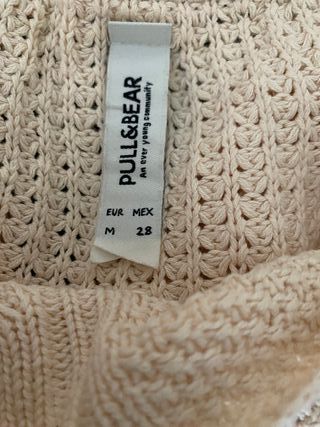 PULL&BEAR
An ever young community
EUR MEX
M 28